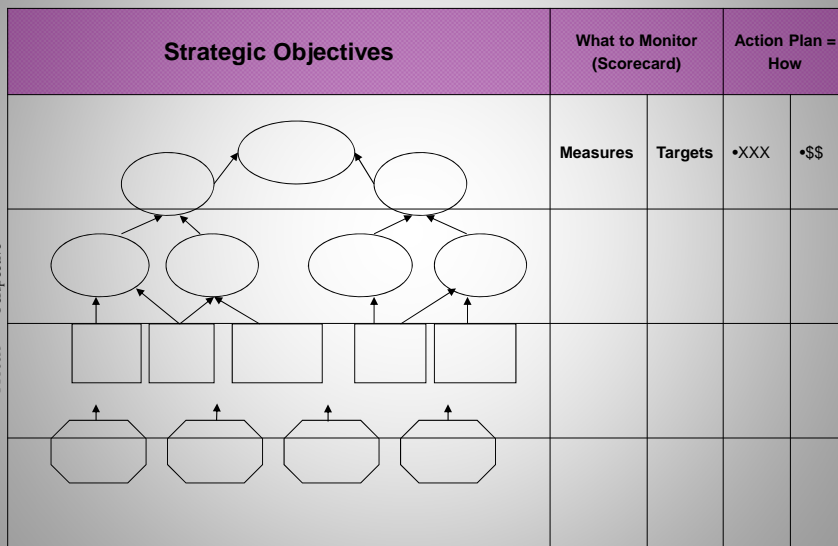 Strategic Objectives
What to Monitor
(Scorecard)
Action Plan =
How
Measures
Targets
•XXX
•$$